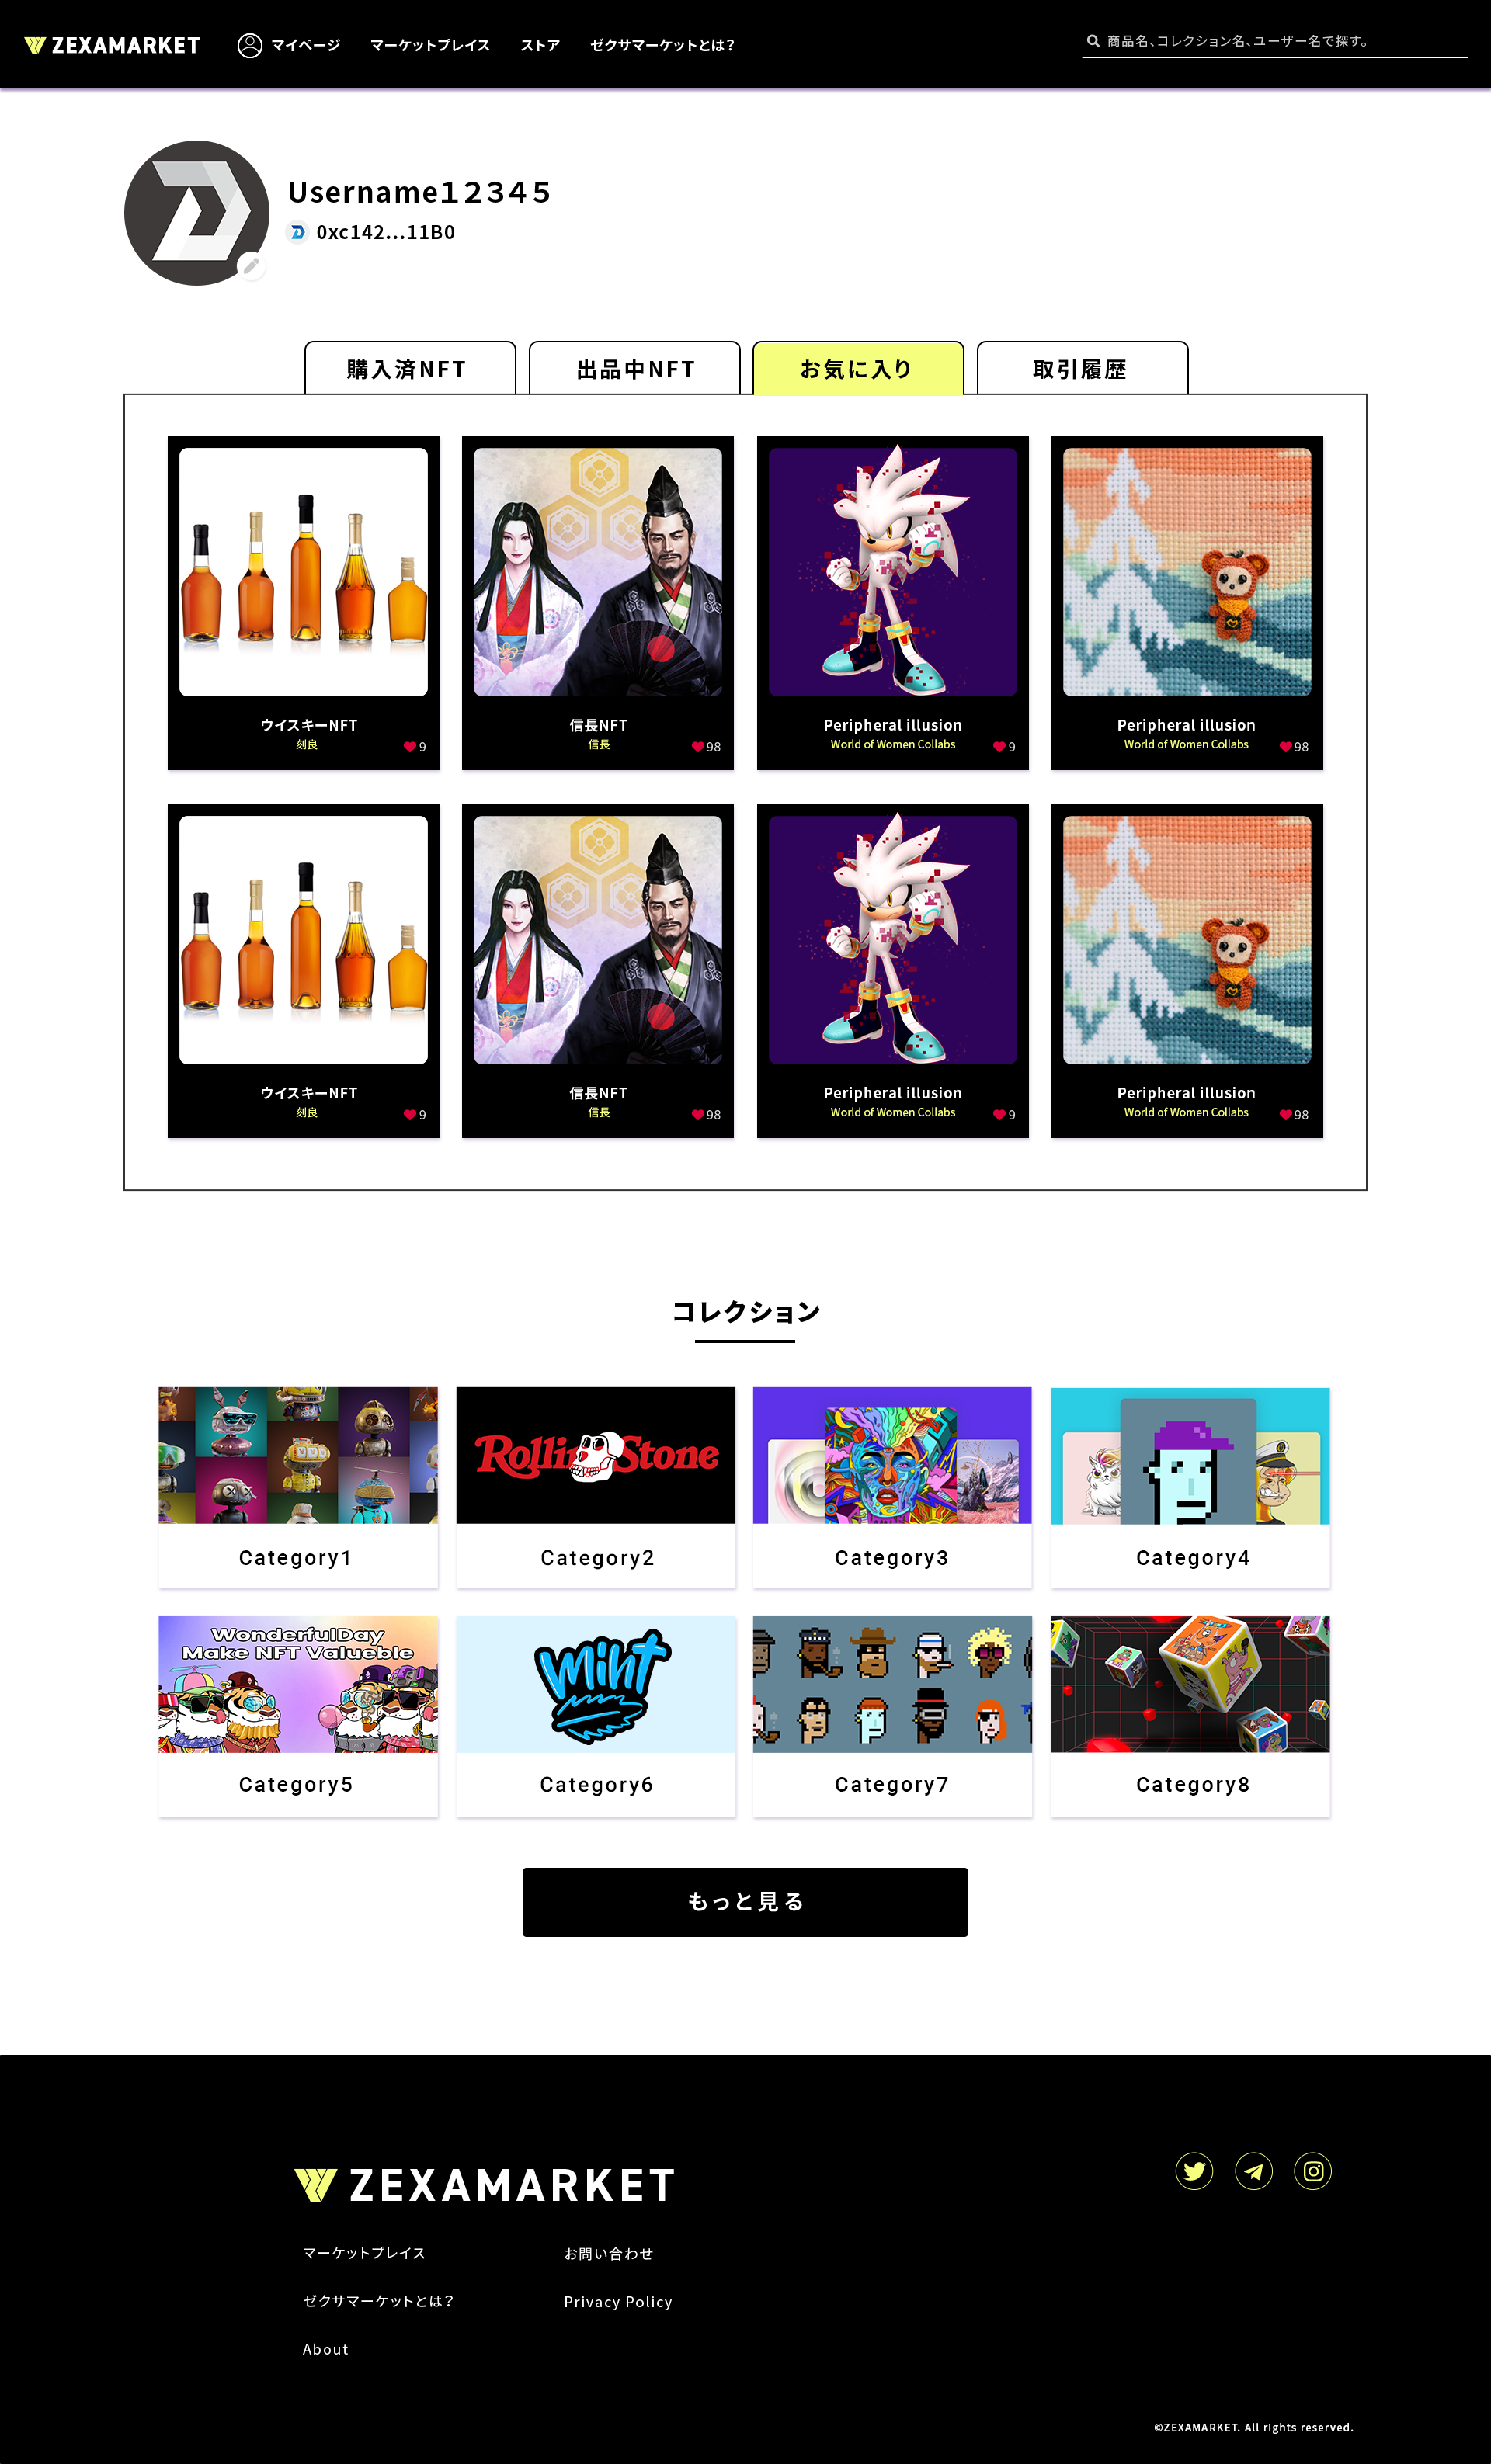 ZEXAMARKET
マイページ
マーケットプレイス
ストア
ゼクサマーケットとは?
商品名、コレクション名、ユーザー名で探す。
Username12345
0xc142...11B0
購入済NFT
出品中NFT
お気に入り
取引履歴
ウイスキーNFT
刻良
9
信長NFT
信長
98
Peripheral illusion
World of Women Collabs
9
Peripheral illusion
World of Women Collabs
98
ウイスキーNFT
刻良
9
信長NFT
信長
98
Peripheral illusion
World of Women Collabs
9
Peripheral illusion
World of Women Collabs
98
コレクション
Rolling Stone
Category1
Category2
Category3
Category4
WonderfulDay
Make NFT Valueble
mint
Category5
Category6
Category7
Category8
もっと見る
ZEXAMARKET
マーケットプレイス
お問い合わせ
ゼクサマーケットとは?
Privacy Policy
About
©ZEXAMARKET. All rights reserved.